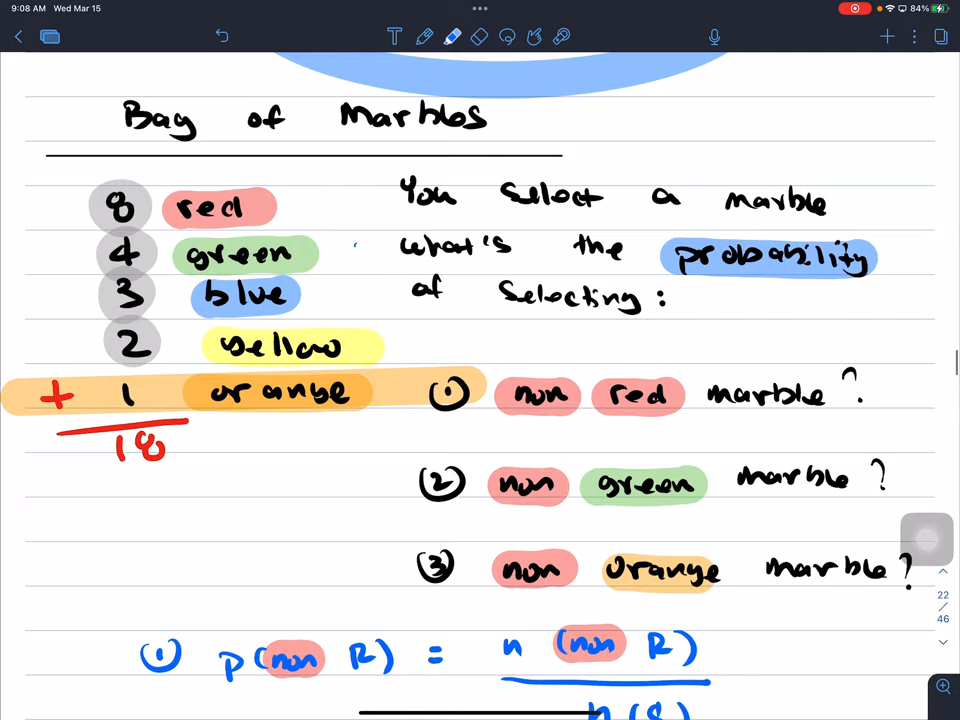 9:08 AM Wed Mar 15
84%
Bag of Marbles
8 red
You select a marble
4 green
what's the probability
3 blue
of selecting:
2 yellow
+ 1 orange
① non red marble?
18
② non green marble?
③ non orange marble?
22
/
46
① p(non R) = n (non R)
n(S)